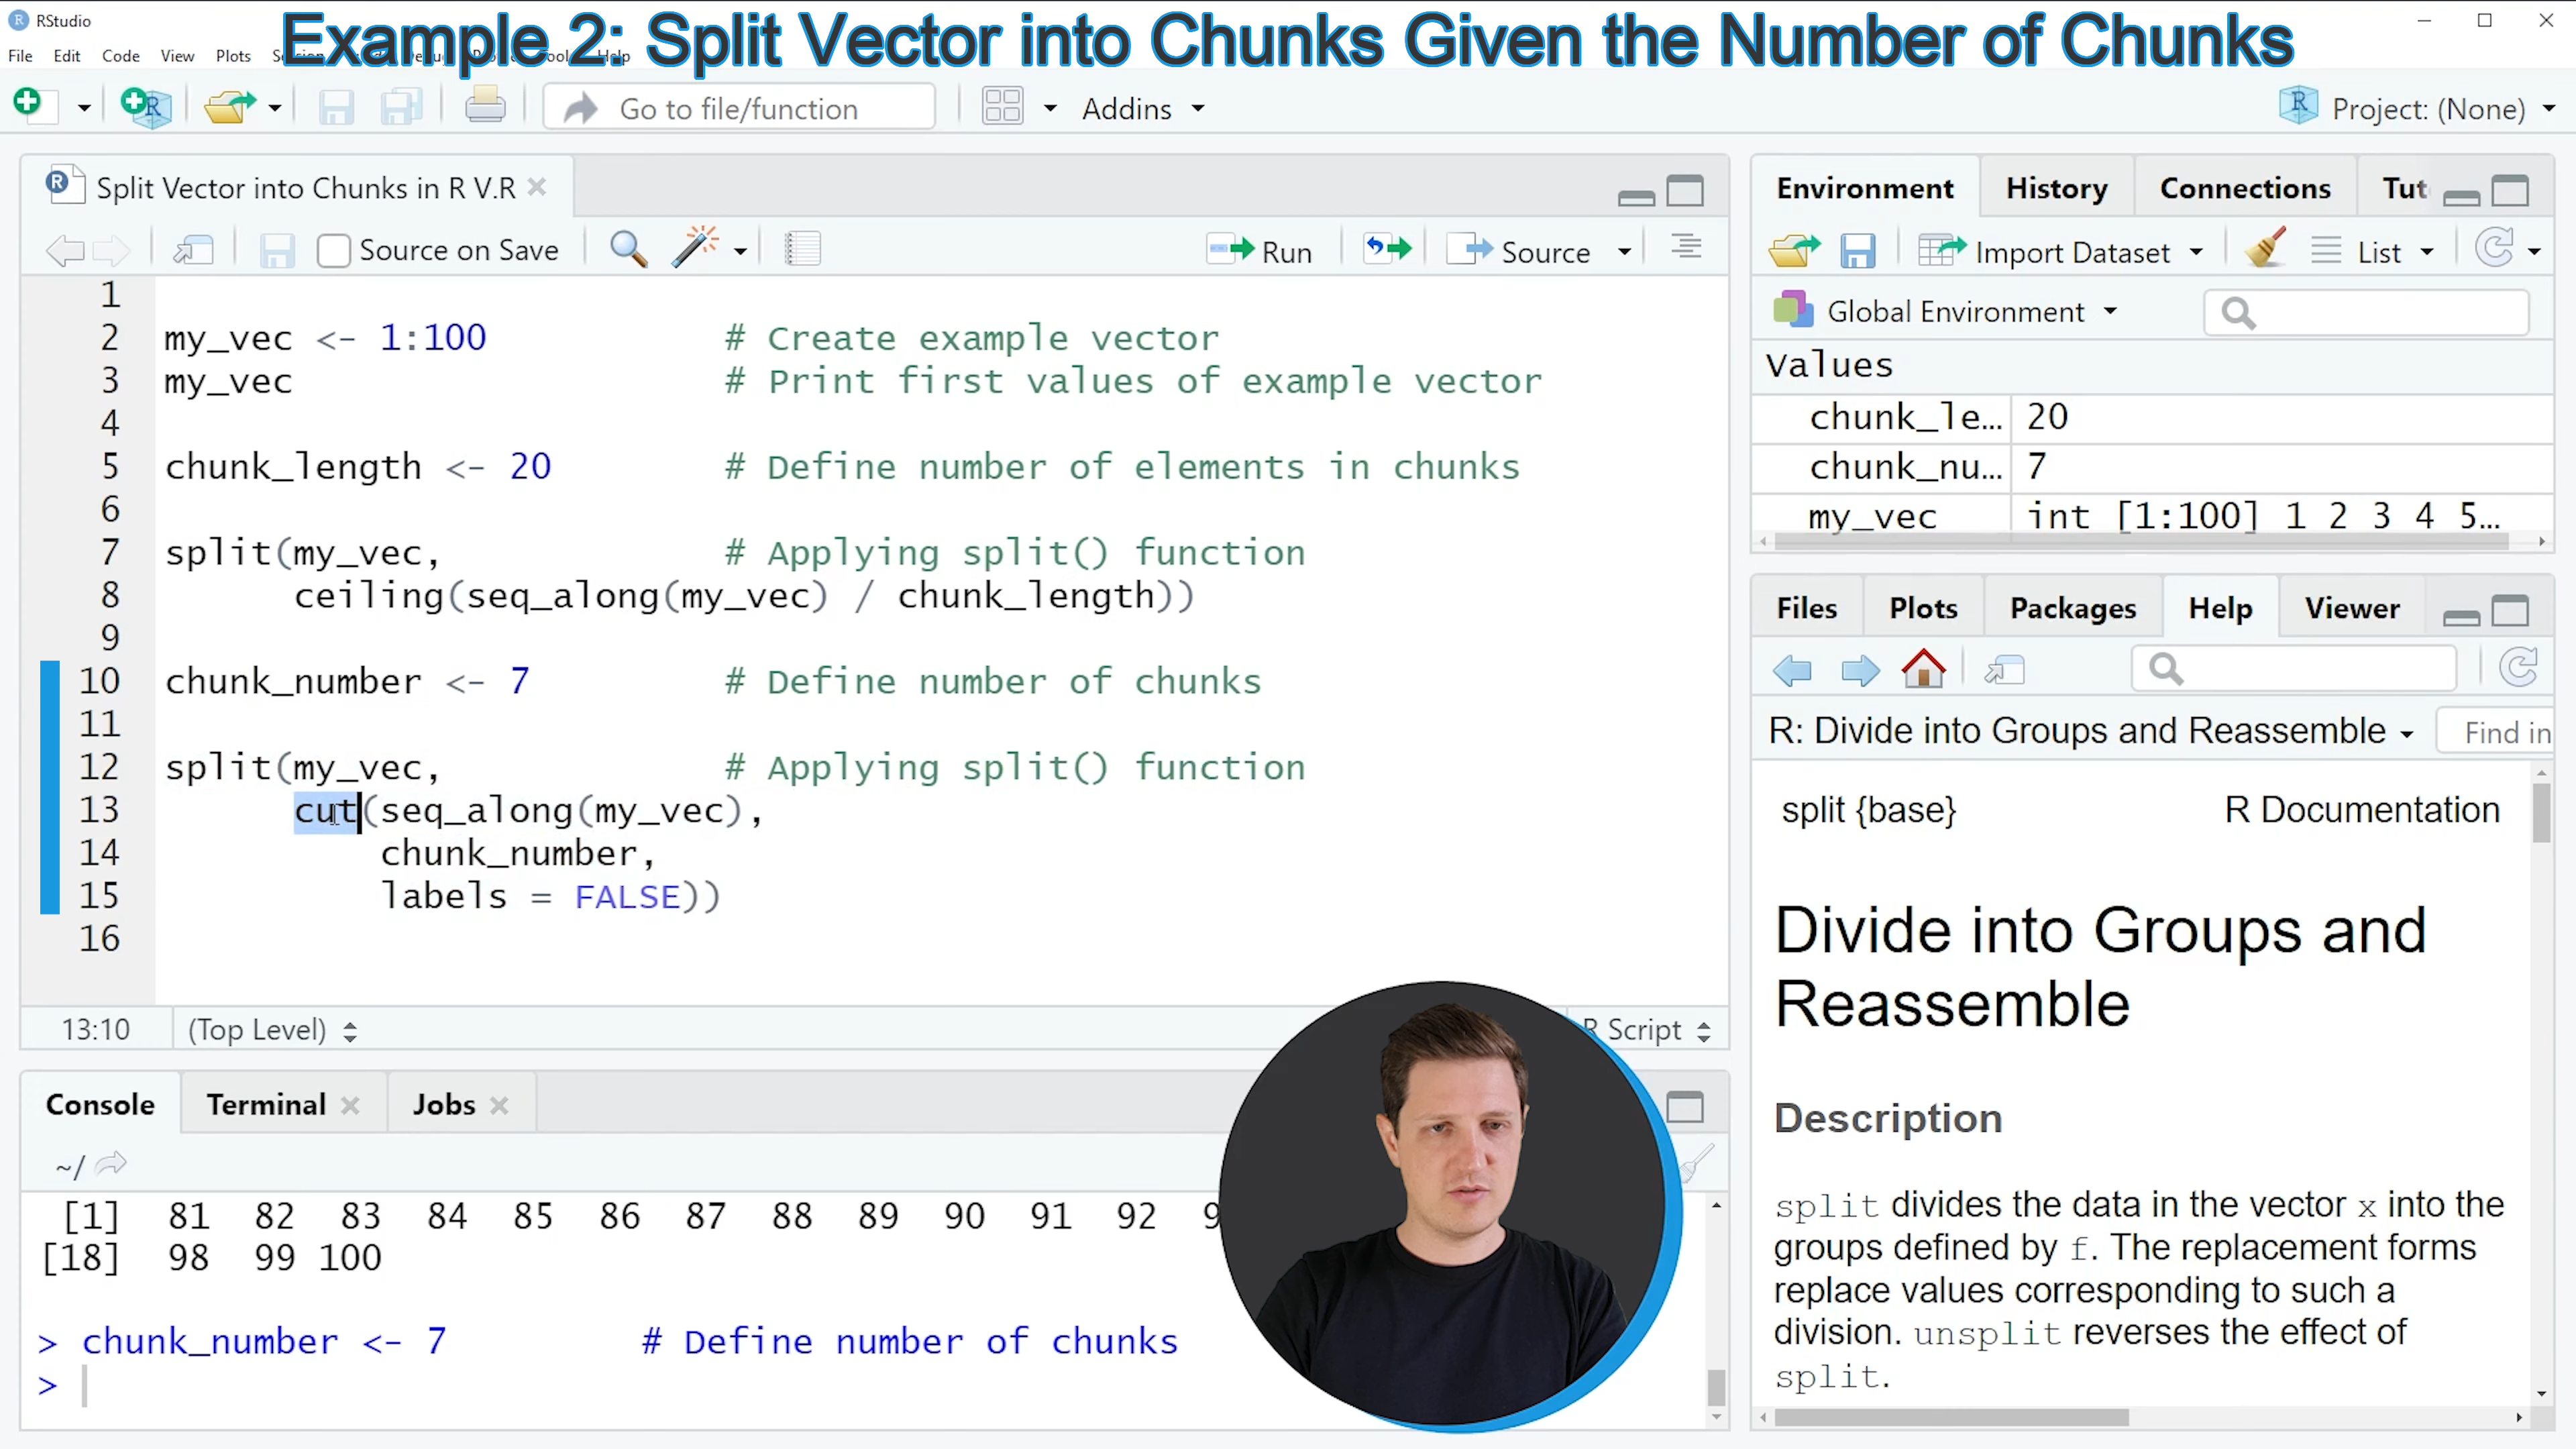 RStudio
Example 2: Split Vector into Chunks Given the Number of Chunks
File Edit Code View Plots Help
Go to file/function Addins Project: (None)
Split Vector into Chunks in R V.R
Source on Save Run Source
1
2 my_vec <- 1:100 # Create example vector
3 my_vec # Print first values of example vector
4
5 chunk_length <- 20 # Define number of elements in chunks
6
7 split(my_vec, # Applying split() function
8 ceiling(seq_along(my_vec) / chunk_length))
9
10 chunk_number <- 7 # Define number of chunks
11
12 split(my_vec, # Applying split() function
13 cut(seq_along(my_vec),
14 chunk_number,
15 labels = FALSE))
16
13:10 (Top Level) R Script
Console Terminal Jobs
~/
[1] 81 82 83 84 85 86 87 88 89 90 91 92 9
[18] 98 99 100
> chunk_number <- 7 # Define number of chunks
>
Environment History Connections Tut
Import Dataset List
Global Environment
Values
chunk_le... 20
chunk_nu... 7
my_vec int [1:100] 1 2 3 4 5...
Files Plots Packages Help Viewer
R: Divide into Groups and Reassemble Find in
split {base} R Documentation
Divide into Groups and
Reassemble
Description
split divides the data in the vector x into the
groups defined by f. The replacement forms
replace values corresponding to such a
division. unsplit reverses the effect of
split.